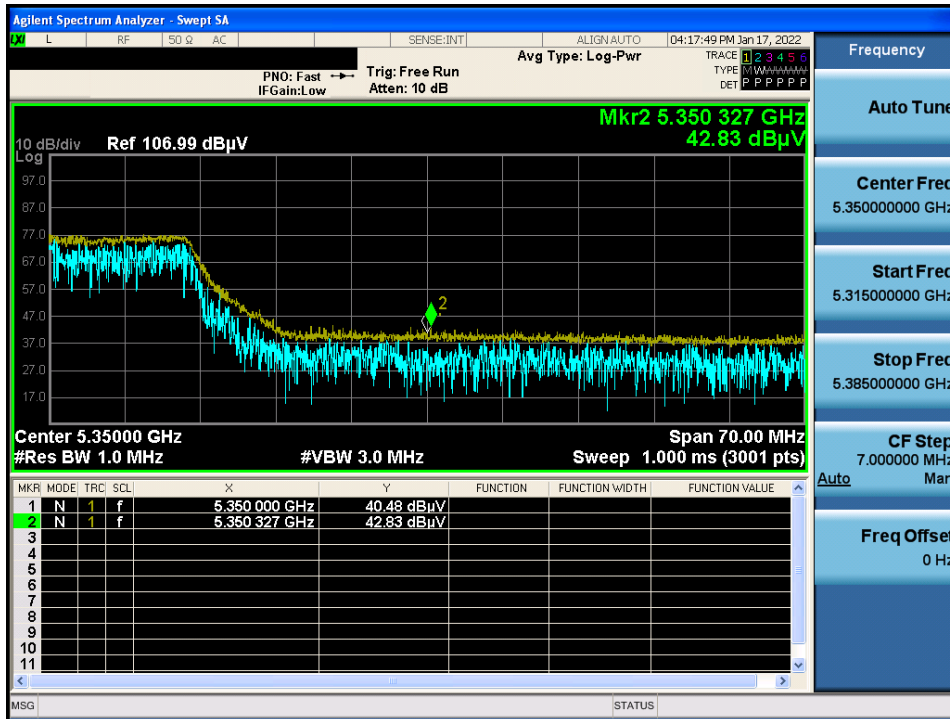 Agilent Spectrum Analyzer - Swept SA
LXI L RF 50 Ω AC SENSE:INT ALIGN AUTO 04:17:49 PM Jan 17, 2022
Avg Type: Log-Pwr
TRACE 1 2 3 4 5 6
PNO: Fast Trig: Free Run
TYPE M W W W W W
IFGain:Low Atten: 10 dB
DET P P P P P P
Mkr2 5.350 327 GHz
42.83 dBµV
10 dB/div Ref 106.99 dBµV
Log
97.0
87.0
77.0
67.0
57.0
47.0
37.0
27.0
17.0
2
Center 5.35000 GHz Span 70.00 MHz
#Res BW 1.0 MHz #VBW 3.0 MHz Sweep 1.000 ms (3001 pts)
MKR MODE TRC SCL X Y FUNCTION FUNCTION WIDTH FUNCTION VALUE
1 N 1 f 5.350 000 GHz 40.48 dBµV
2 N 1 f 5.350 327 GHz 42.83 dBµV
3
4
5
6
7
8
9
10
11
MSG STATUS
Frequency
Auto Tune
Center Freq
5.350000000 GHz
Start Freq
5.315000000 GHz
Stop Freq
5.385000000 GHz
CF Step
7.000000 MHz
Auto Man
Freq Offset
0 Hz